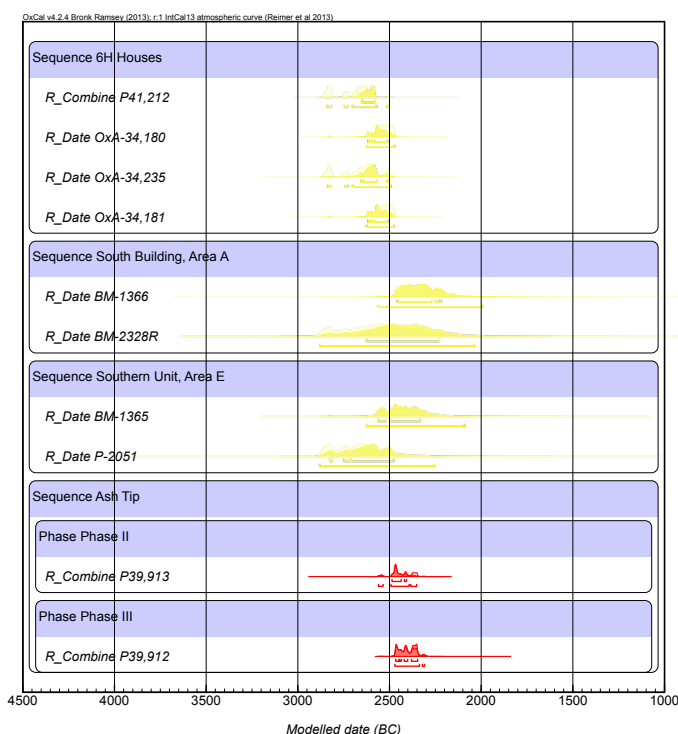 OxCal v4.2.4 Bronk Ramsey (2013); r:1 IntCal13 atmospheric curve (Reimer et al 2013)
Sequence 6H Houses
R_Combine P41,212
R_Date OxA-34,180
R_Date OxA-34,235
R_Date OxA-34,181
Sequence South Building, Area A
R_Date BM-1366
R_Date BM-2328R
Sequence Southern Unit, Area E
R_Date BM-1365
R_Date P-2051
Sequence Ash Tip
Phase Phase II
R_Combine P39,913
Phase Phase III
R_Combine P39,912
4500 4000 3500 3000 2500 2000 1500 1000
Modelled date (BC)